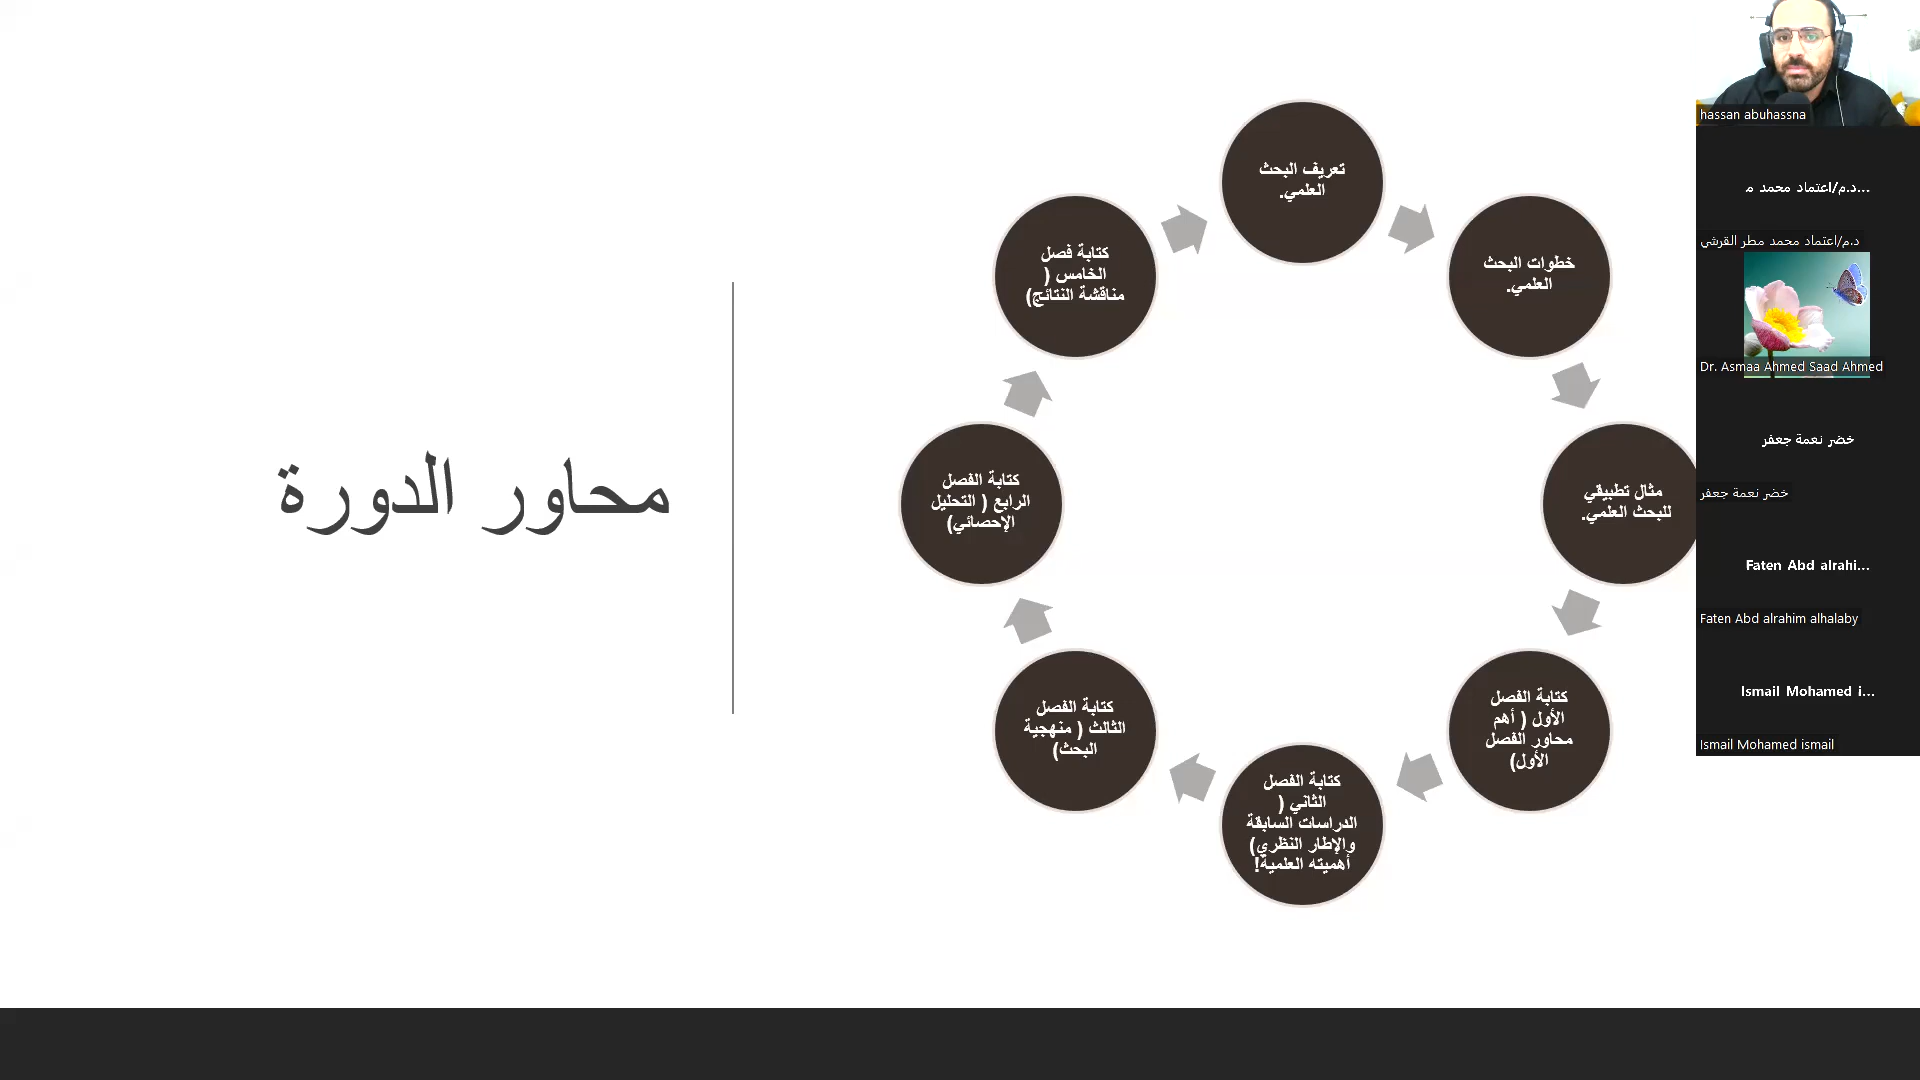 محاور الدورة
تعريف البحث
العلمي.
خطوات البحث
العلمي.
مثال تطبيقي
للبحث العلمي.
كتابة الفصل
الأول ( أهم
محاور الفصل
الأول)
كتابة الفصل
الثاني (
الدراسات السابقة
والإطار النظري)
أهميته العلمية!
كتابة الفصل
الثالث ( منهجية
البحث)
كتابة الفصل
الرابع ( التحليل
الإحصائي)
كتابة فصل
الخامس (
مناقشة النتائج)
hassan abuhassna
د.م/اعتماد محمد م...
د.م/اعتماد محمد مطر القرشي
Dr. Asmaa Ahmed Saad Ahmed
خضر نعمة جعفر
خضر نعمة جعفر
Faten Abd alrahi...
Faten Abd alrahim alhalaby
Ismail Mohamed i...
Ismail Mohamed ismail